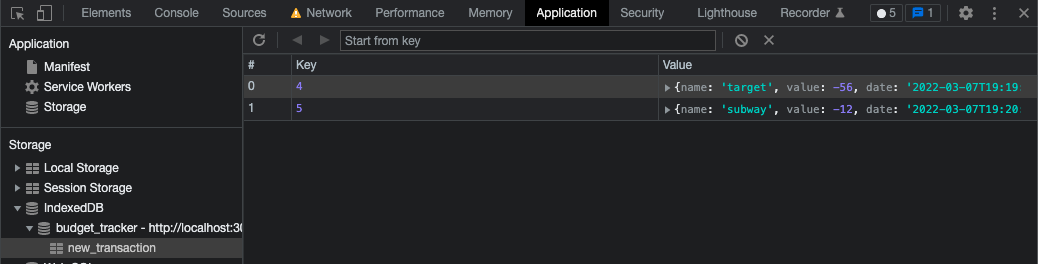 Elements Console Sources Network Performance Memory Application Security Lighthouse Recorder 5 1
Application
Manifest
Service Workers
Storage
Storage
Local Storage
Session Storage
IndexedDB
budget_tracker - http://localhost:30
new_transaction
Start from key
# Key Value
0 4 {name: 'target', value: -56, date: '2022-03-07T19:19:
1 5 {name: 'subway', value: -12, date: '2022-03-07T19:20: